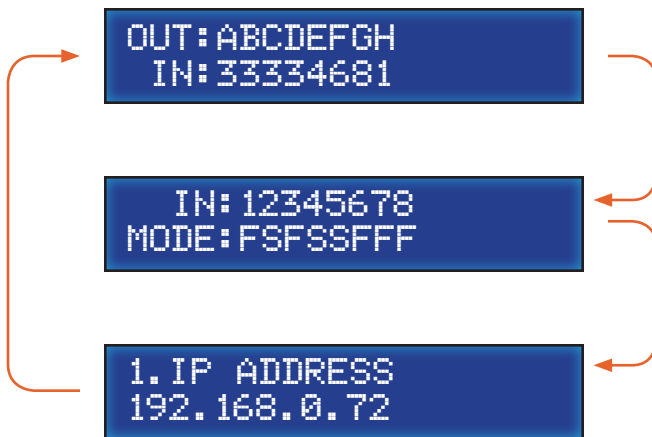 OUT:ABCDEFGH
IN:33334681
IN:12345678
MODE:FSFSSFFF
1.IP ADDRESS
192.168.0.72